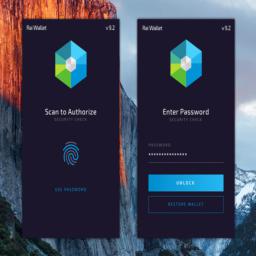 Rai Wallet
v 9.2
Scan to Authorize
SECURITY CHECK
USE PASSWORD
Rai Wallet
v 9.2
Enter Password
SECURITY CHECK
PASSWORD
***************
UNLOCK
RESTORE WALLET